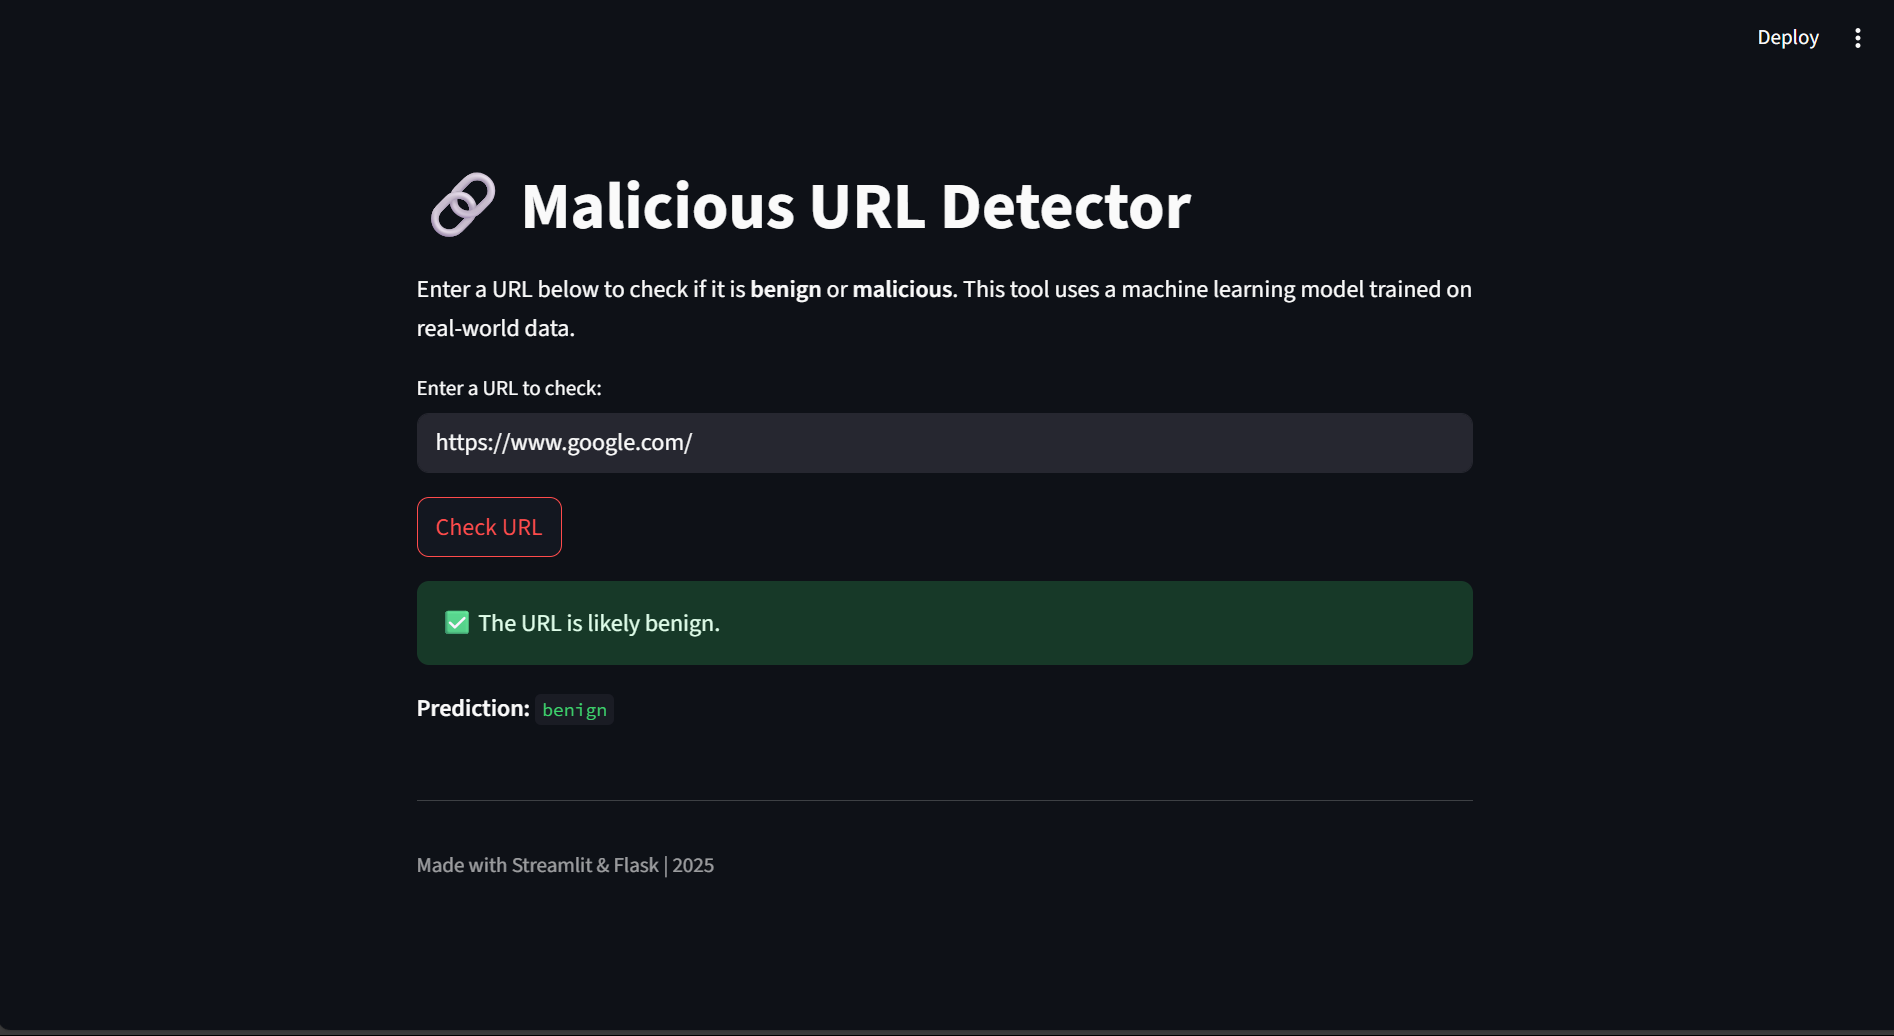 Deploy
Malicious URL Detector
Enter a URL below to check if it is benign or malicious. This tool uses a machine learning model trained on
real-world data.
Enter a URL to check:
https://www.google.com/
Check URL
The URL is likely benign.
Prediction: benign
Made with Streamlit & Flask | 2025